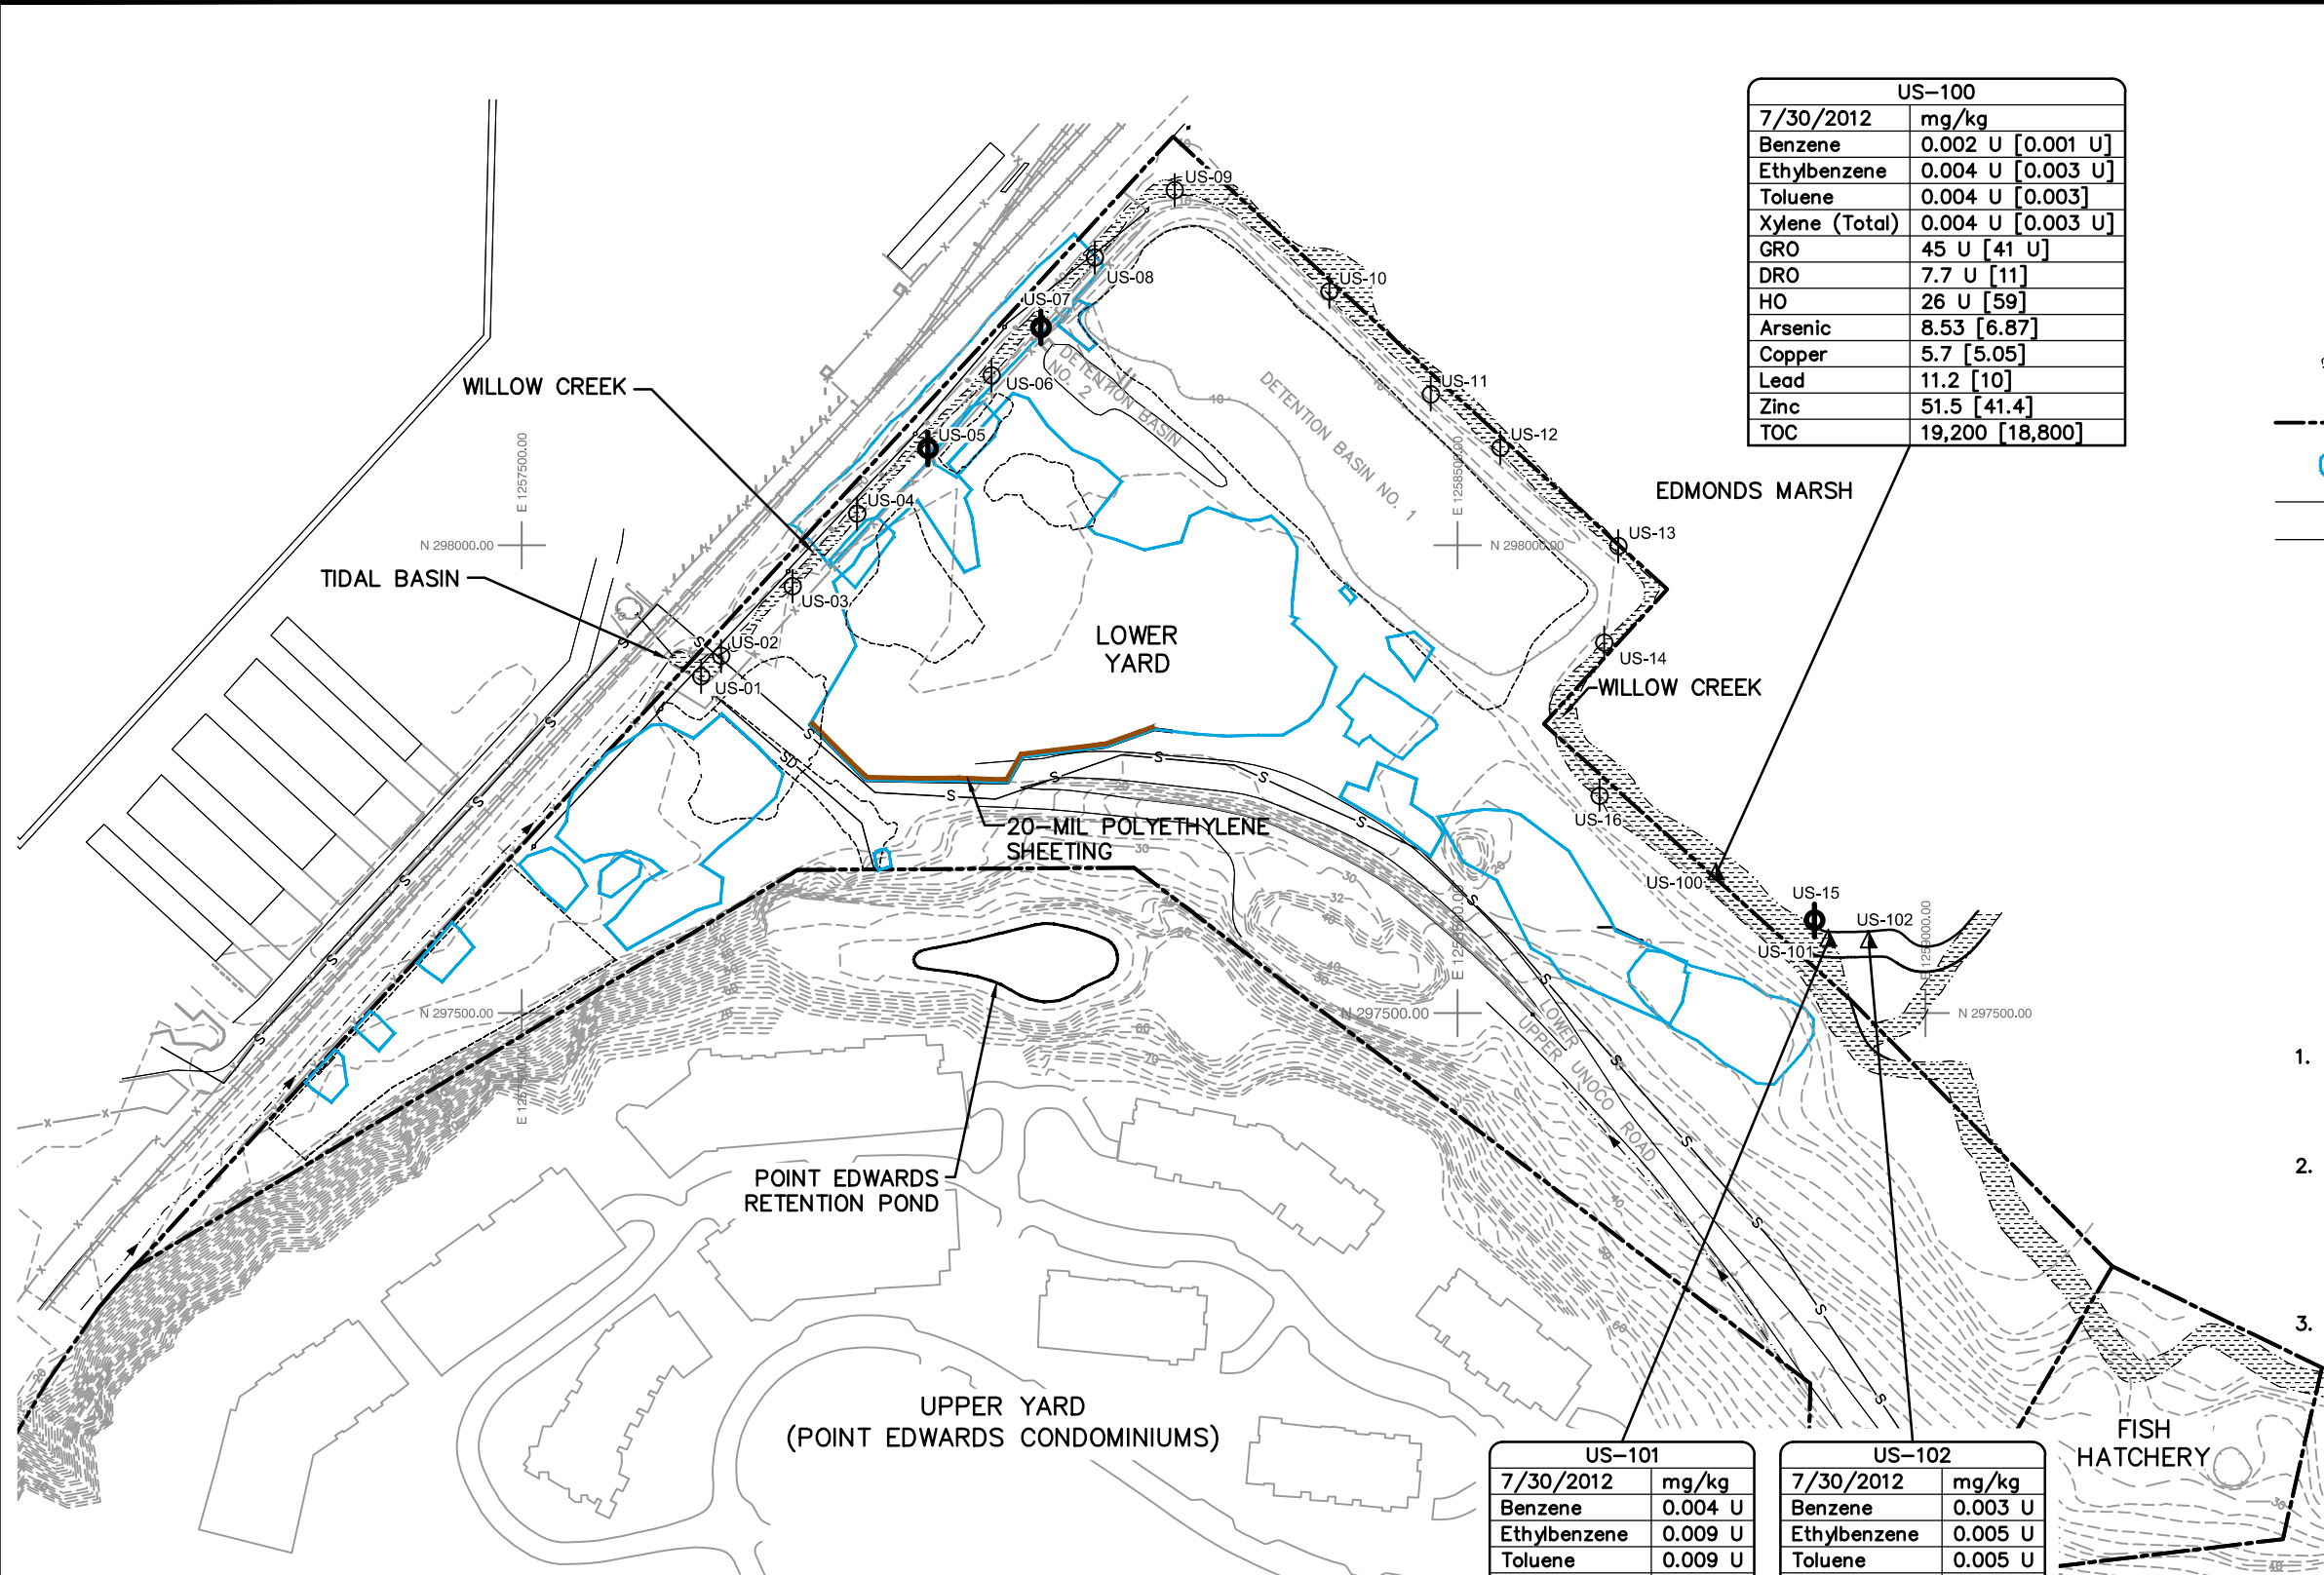 US-100
7/30/2012 mg/kg
Benzene 0.002 U [0.001 U]
Ethylbenzene 0.004 U [0.003 U]
Toluene 0.004 U [0.003]
Xylene (Total) 0.004 U [0.003 U]
GRO 45 U [41 U]
DRO 7.7 U [11]
HO 26 U [59]
Arsenic 8.53 [6.87]
Copper 5.7 [5.05]
Lead 11.2 [10]
Zinc 51.5 [41.4]
TOC 19,200 [18,800]
US-09
US-08
US-10
US-07
US-06
US-11
US-05
US-12
US-04
US-13
US-03
US-02
US-14
US-01
US-16
US-100
US-15
US-102
US-101
WILLOW CREEK
TIDAL BASIN
DETENTION BASIN
NO. 2
DETENTION BASIN NO. 1
EDMONDS MARSH
E 1257500.00
N 298000.00
E 1258500.00
N 298000.00
LOWER
YARD
WILLOW CREEK
20-MIL POLYETHYLENE
SHEETING
SD
N 297500.00
N 297500.00
N 297500.00
LOWER
UPPER UNOCO ROAD
POINT EDWARDS
RETENTION POND
UPPER YARD
(POINT EDWARDS CONDOMINIUMS)
FISH
HATCHERY
1.
2.
3.
US-101
7/30/2012 mg/kg
Benzene 0.004 U
Ethylbenzene 0.009 U
Toluene 0.009 U
US-102
7/30/2012 mg/kg
Benzene 0.003 U
Ethylbenzene 0.005 U
Toluene 0.005 U